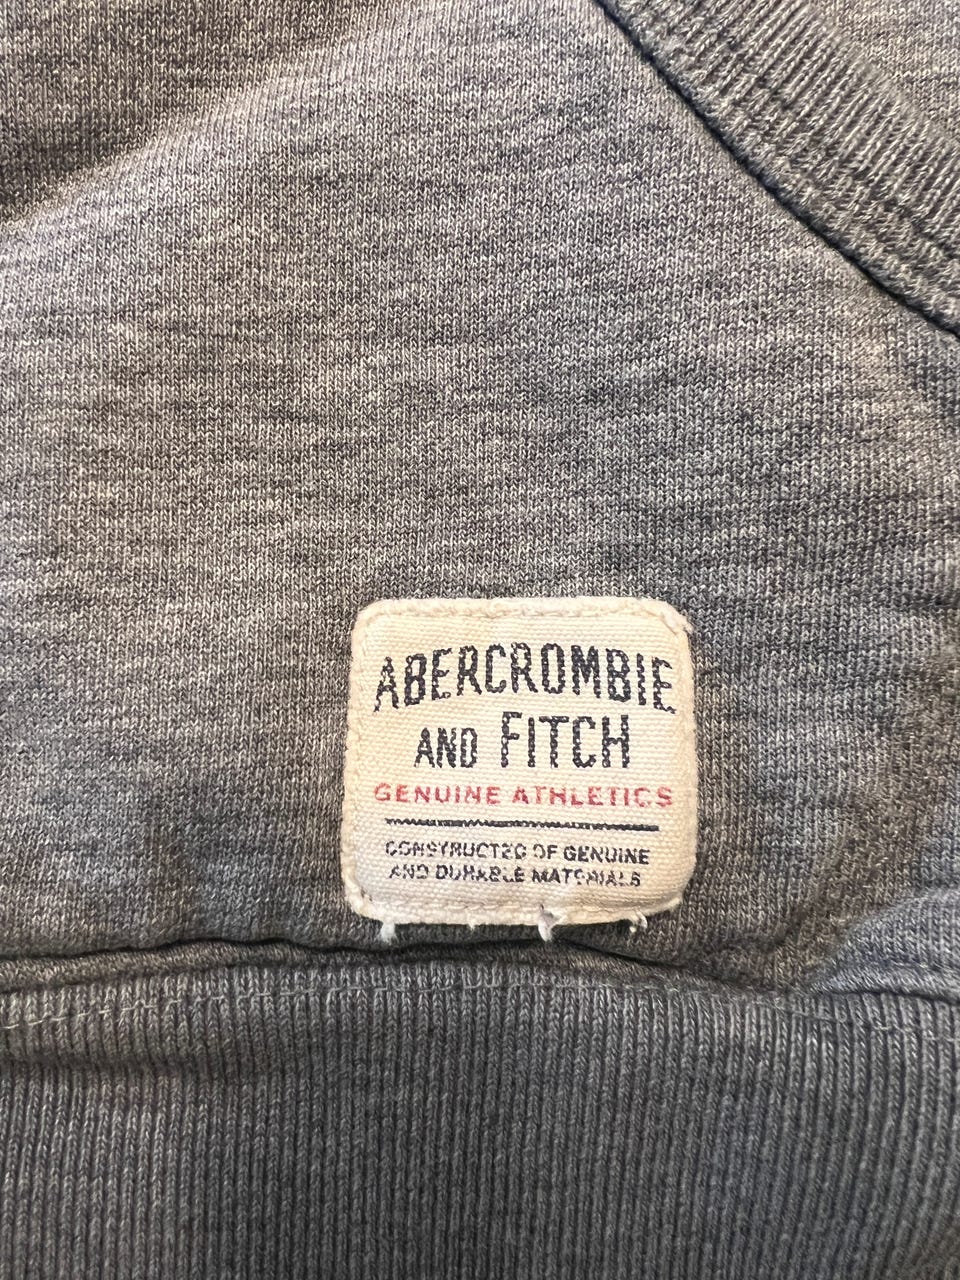 ABERCROMBIE
AND FITCH
GENUINE ATHLETICS
CONSTRUCTED OF GENUINE
AND DURABLE MATERIALS